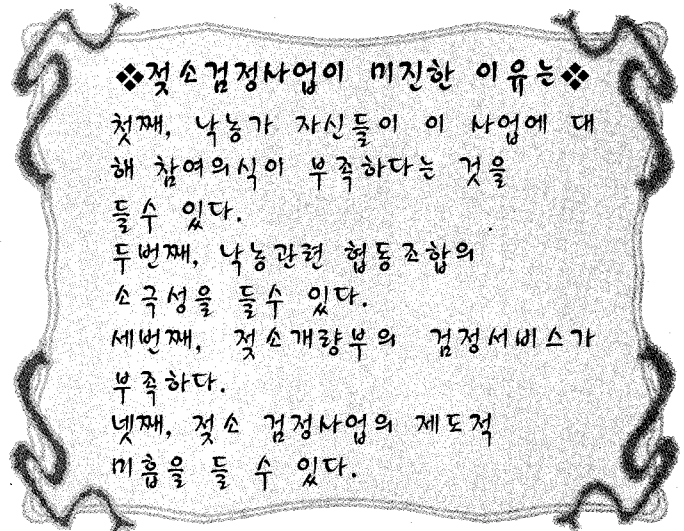 ❖젖소검정사업이 미진한 이유는❖
첫째, 낙농가 자신들이 이 사업에 대
해 참여의식이 부족하다는 것을
들수 있다.
두번째, 낙농관련 협동조합의
소극성을 들수 있다.
세번째, 젖소개량부의 검정서비스가
부족하다.
넷째, 젖소 검정사업의 제도적
미흡을 들 수 있다.